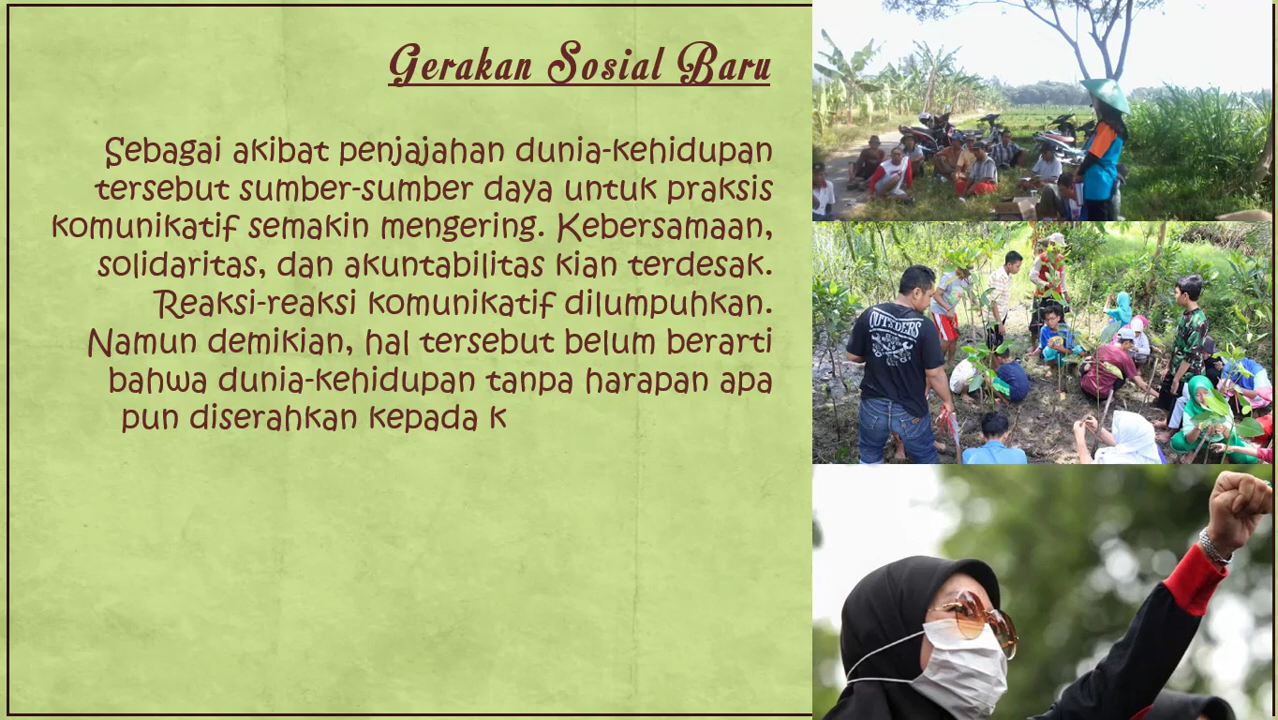 Gerakan Sosial Baru
Sebagai akibat penjajahan dunia-kehidupan
tersebut sumber-sumber daya untuk praksis
komunikatif semakin mengering. Kebersamaan,
solidaritas, dan akuntabilitas kian terdesak.
Reaksi-reaksi komunikatif dilumpuhkan.
Namun demikian, hal tersebut belum berarti
bahwa dunia-kehidupan tanpa harapan apa
pun diserahkan kepada k
OUTSIDERS